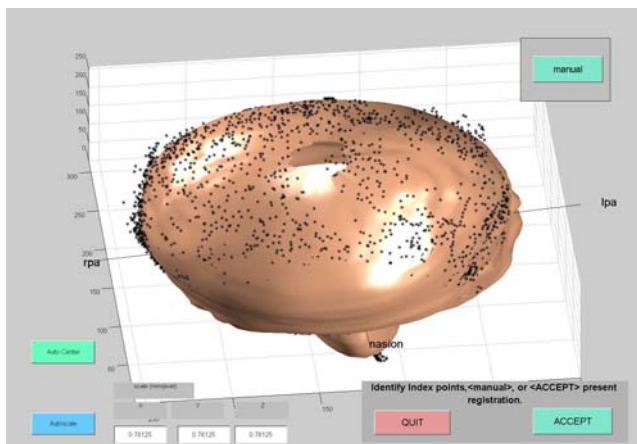 250
manual
200
150
100
50
0
300
250
lpa
200
rpa
150
100
nasion
Auto Center
50
Identify Index points,<manual>, or <ACCEPT> present
registration.
scale (mm/pixel)
X Y Z
150
QUIT
ACCEPT
Autoscale
0.78125 0.78125 0.78125